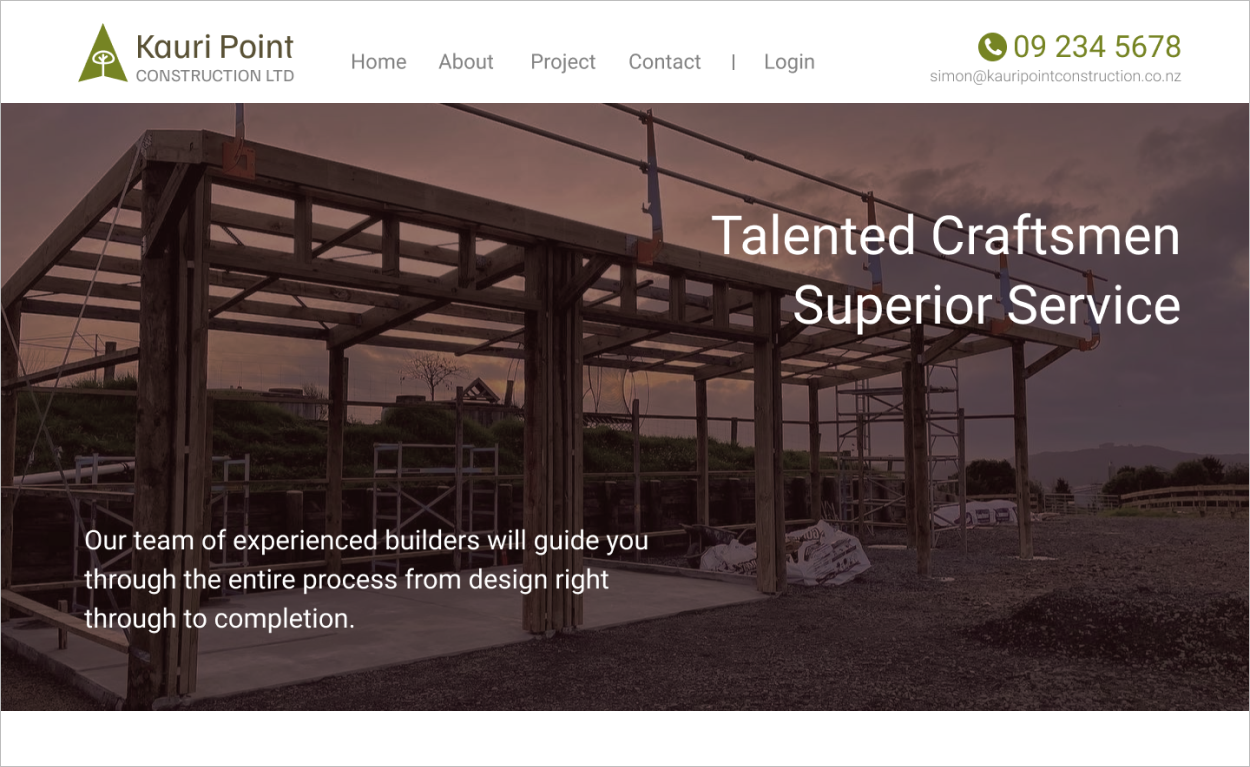 Kauri Point
CONSTRUCTION LTD
Home About Project Contact | Login
09 234 5678
simon@kauripointconstruction.co.nz
Talented Craftsmen
Superior Service
Our team of experienced builders will guide you
through the entire process from design right
through to completion.